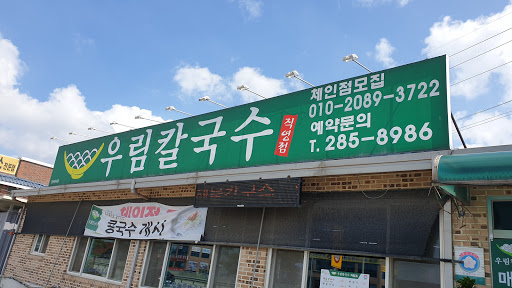 체인점모집
010-2089-3722
우림칼국수 직영점
예약문의
T. 285-8986
콩국수 개시